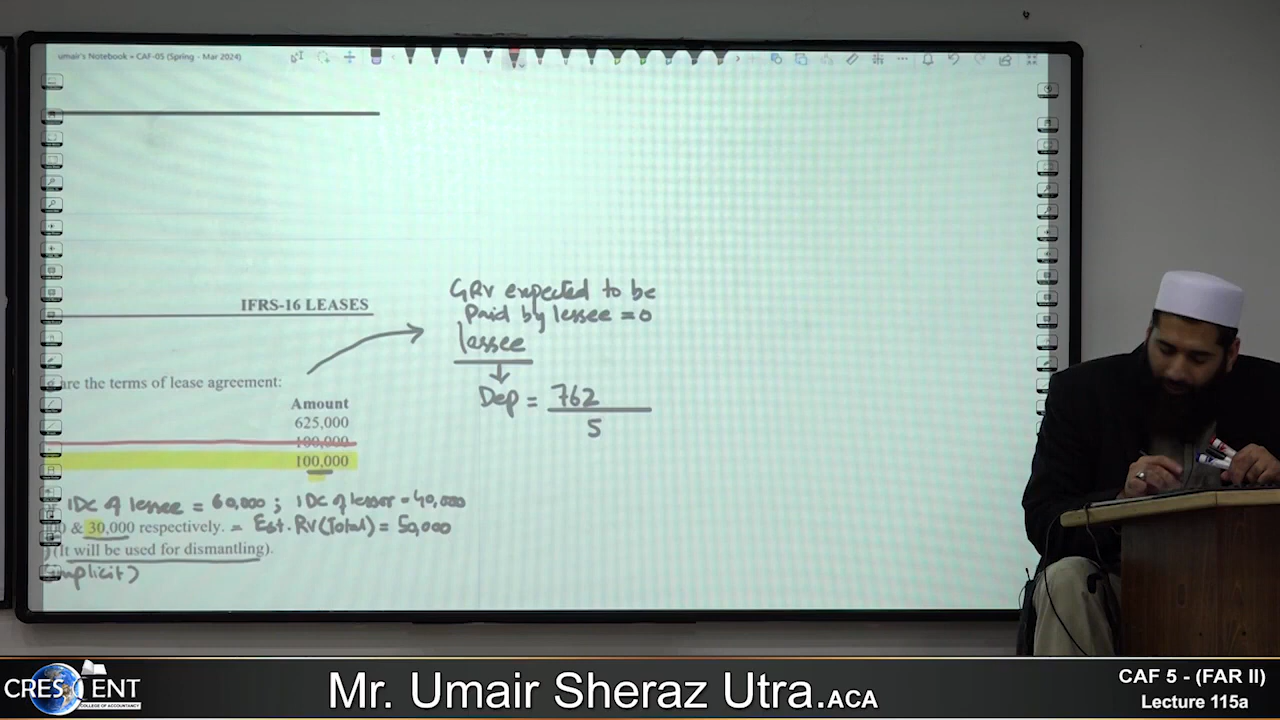 umair's Notebook • CAF-05 (Spring - Mar 2024)
IFRS-16 LEASES
are the terms of lease agreement:
Amount
625,000
100,000
100,000
IDC of lessee = 60,000 ; IDC of lessor = 40,000
& 30,000 respectively. = Est. RV (Total) = 50,000
(It will be used for dismantling).
(implicit)
GRV expected to be
Paid by lessee = 0
lessee
Dep = 762
5
CRESCENT
COLLEGE OF ACCOUNTANCY
Mr. Umair Sheraz Utra.ACA
CAF 5 - (FAR II)
Lecture 115a